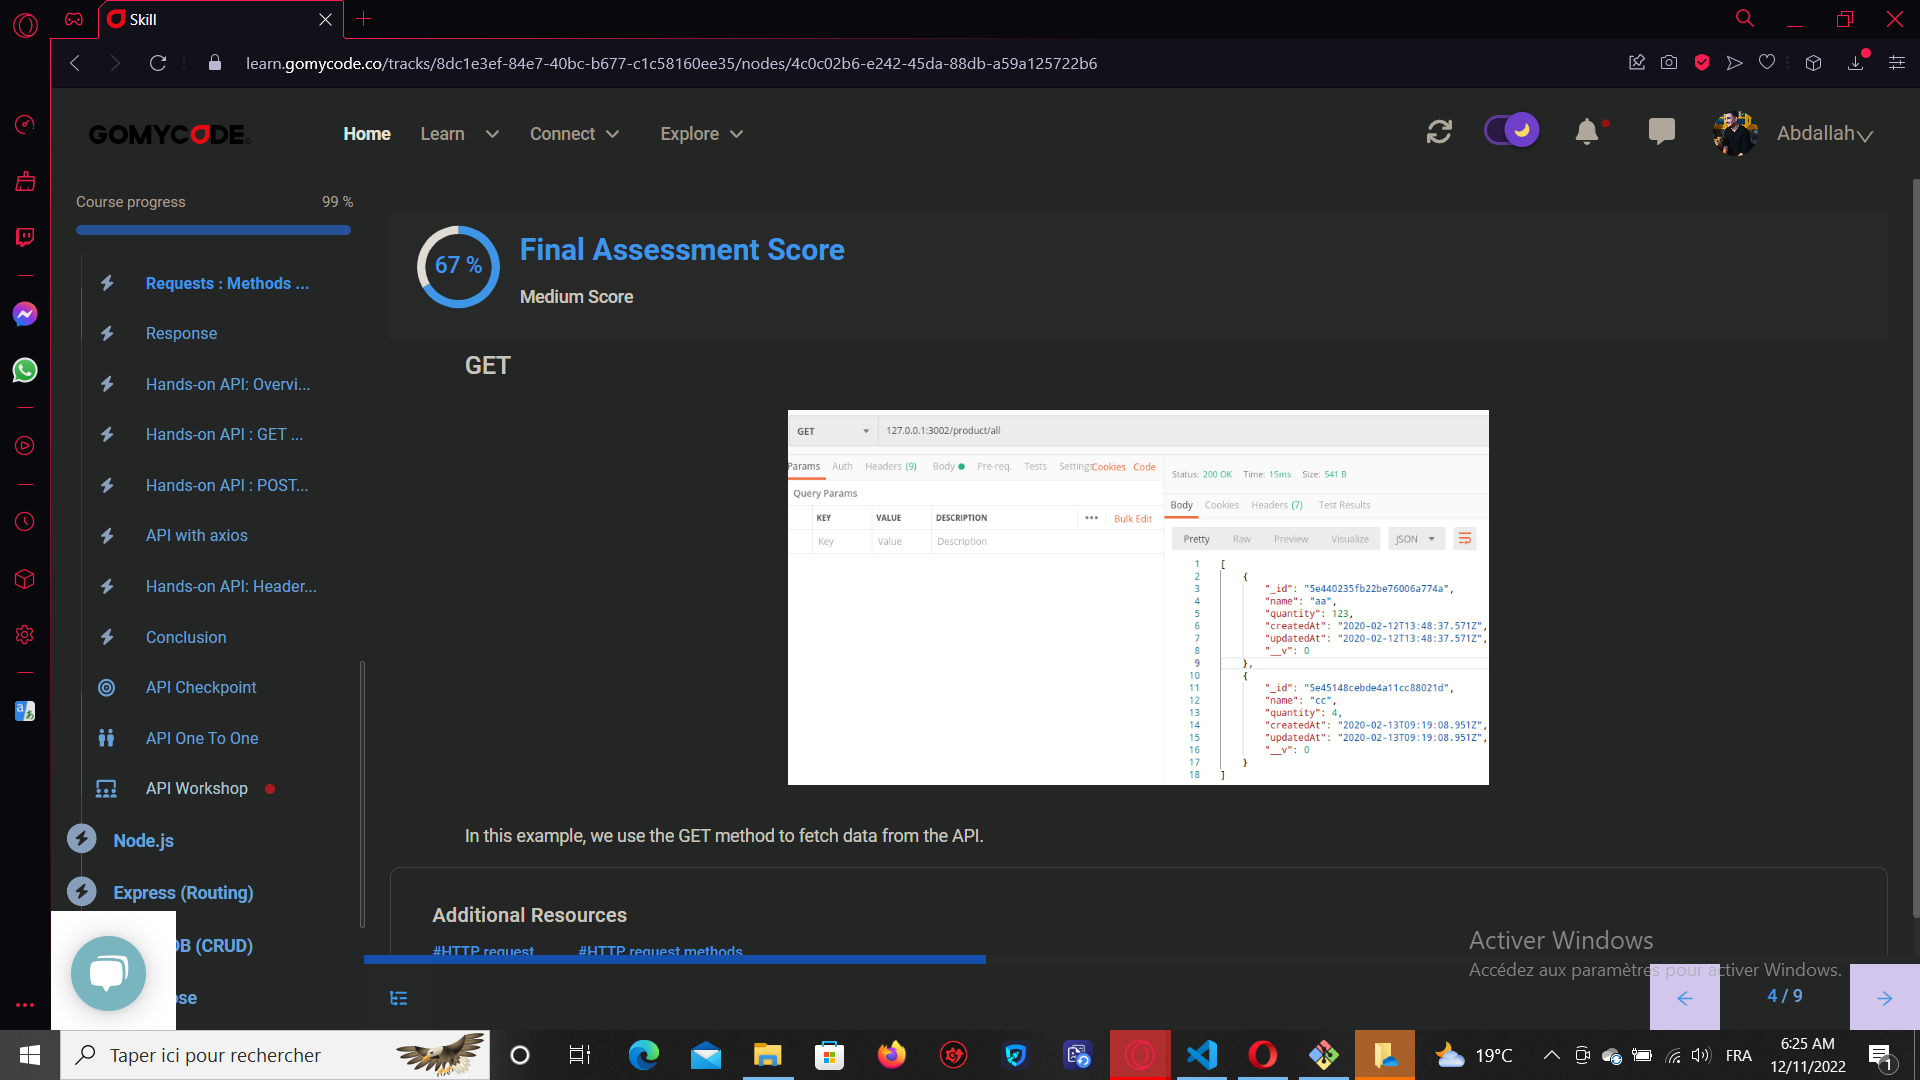 Skill
learn.gomycode.co/tracks/8dc1e3ef-84e7-40bc-b677-c1c58160ee35/nodes/4c0c02b6-e242-45da-88db-a59a125722b6
GOMYCODE
Home Learn Connect Explore
Abdallah
Course progress 99 %
Requests : Methods ...
Response
Hands-on API: Overvi...
Hands-on API : GET ...
Hands-on API : POST...
API with axios
Hands-on API: Header...
Conclusion
API Checkpoint
API One To One
API Workshop
Node.js
Express (Routing)
DB (CRUD)
ose
67 %
Final Assessment Score
Medium Score
GET
GET 127.0.0.1:3002/product/all
Params Auth Headers (9) Body Pre-req. Tests Settings Cookies Code
Query Params
KEY VALUE DESCRIPTION ••• Bulk Edit
Key Value Description
Status: 200 OK Time: 15ms Size: 541 B
Body Cookies Headers (7) Test Results
Pretty Raw Preview Visualize JSON
1 [
2 {
3 "_id": "5e440235fb22be76006a774a",
4 "name": "aa",
5 "quantity": 123,
6 "createdAt": "2020-02-12T13:48:37.571Z",
7 "updatedAt": "2020-02-12T13:48:37.571Z",
8 "__v": 0
9 },
10 {
11 "_id": "5e45148cebde4a11cc88021d",
12 "name": "cc",
13 "quantity": 4,
14 "createdAt": "2020-02-13T09:19:08.951Z",
15 "updatedAt": "2020-02-13T09:19:08.951Z",
16 "__v": 0
17 }
18 ]
In this example, we use the GET method to fetch data from the API.
Additional Resources
#HTTP request #HTTP request methods
Activer Windows
Accédez aux paramètres pour activer Windows.
4 / 9
Taper ici pour rechercher
19°C
FRA
6:25 AM
12/11/2022
1